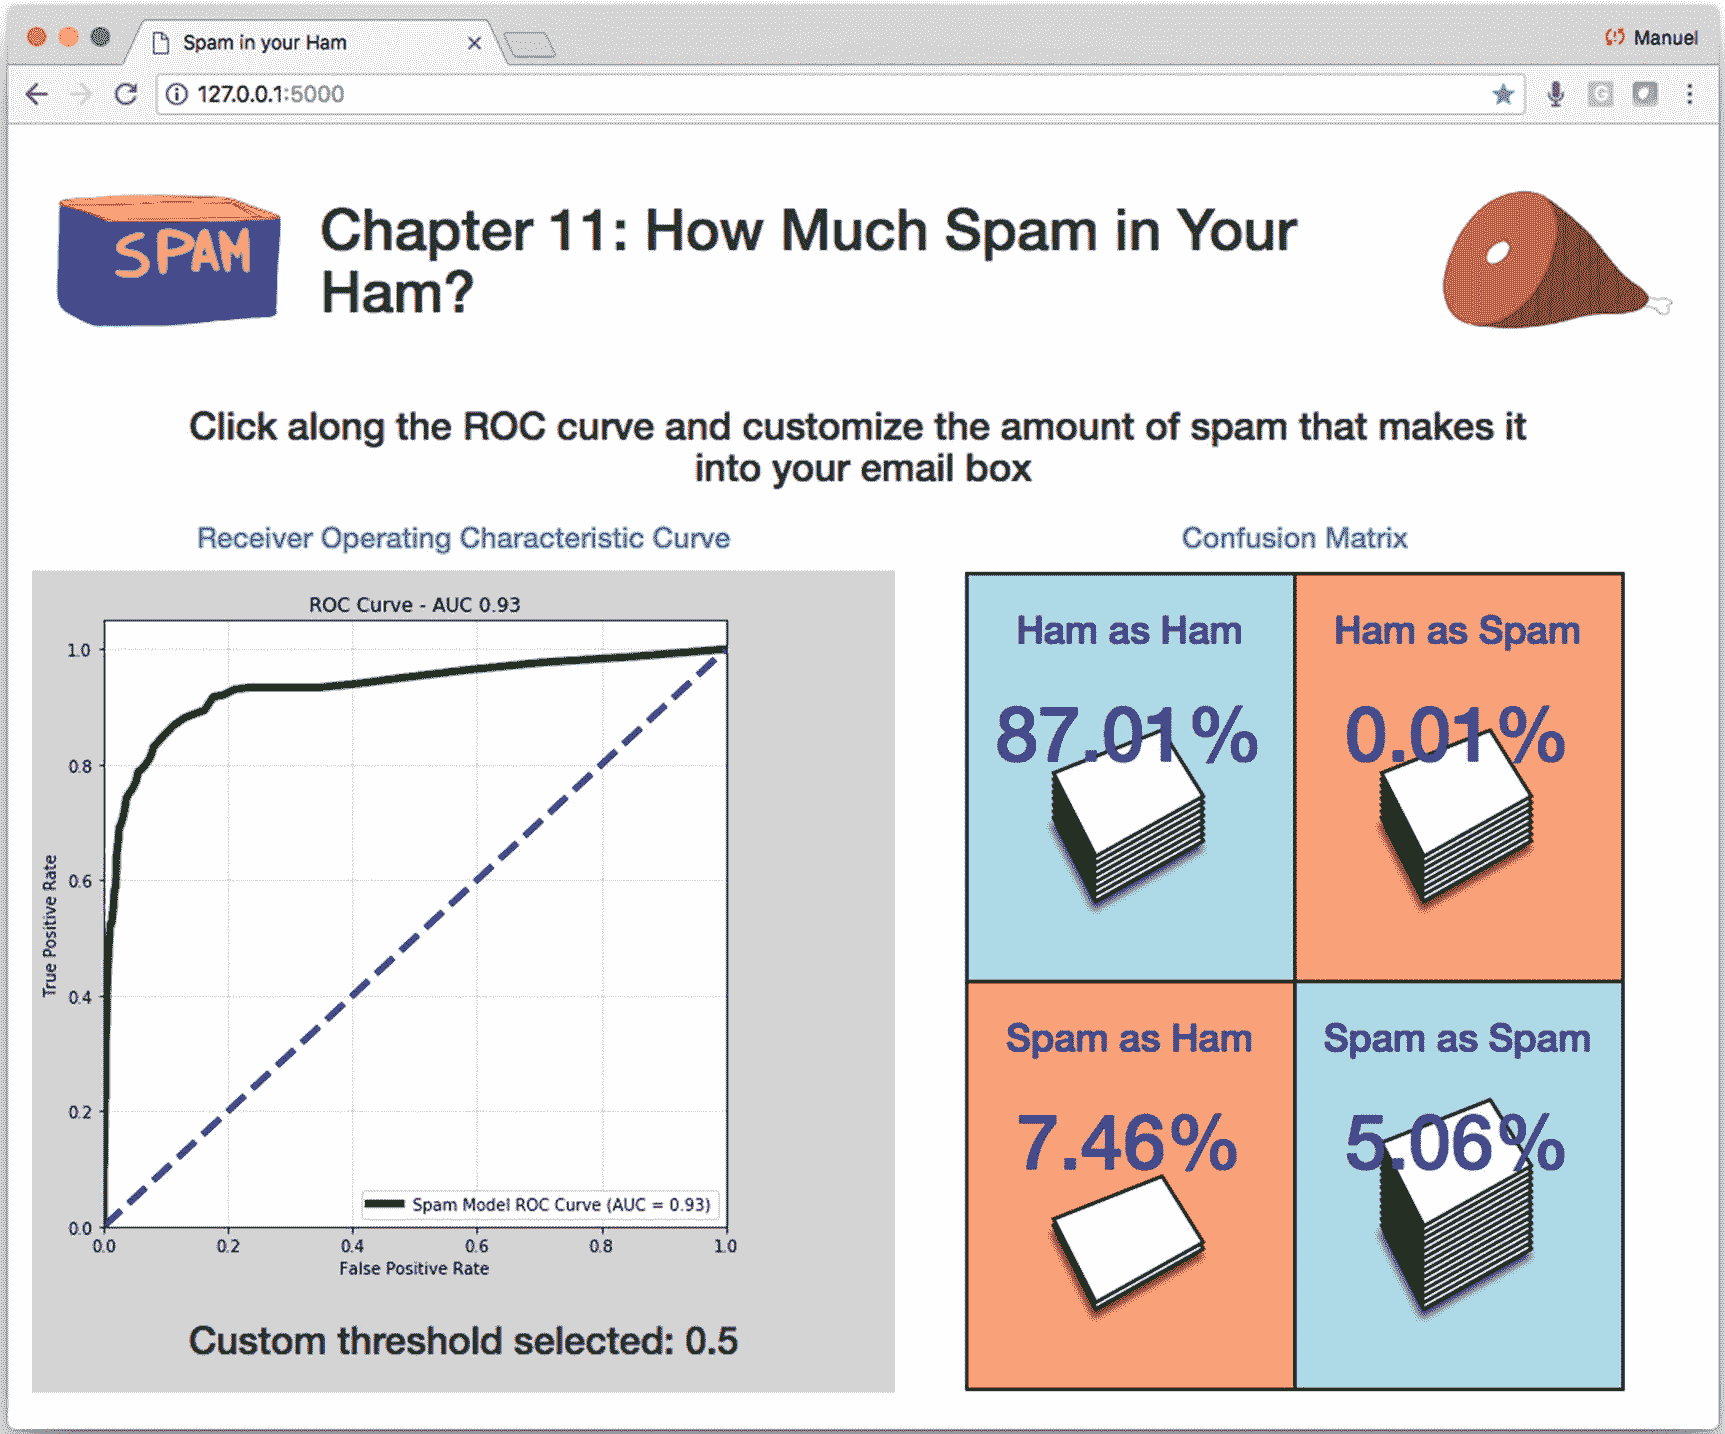 Spam in your Ham
Manuel
127.0.0.1:5000
G
SPAM
Chapter 11: How Much Spam in Your
Ham?
Click along the ROC curve and customize the amount of spam that makes it
into your email box
Receiver Operating Characteristic Curve
ROC Curve - AUC 0.93
1.0
0.8
0.6
0.4
0.2
0.0
True Positive Rate
Spam Model ROC Curve (AUC = 0.93)
0.0 0.2 0.4 0.6 0.8 1.0
False Positive Rate
Custom threshold selected: 0.5
Confusion Matrix
Ham as Ham
87.01%
Ham as Spam
0.01%
Spam as Ham
7.46%
Spam as Spam
5.06%